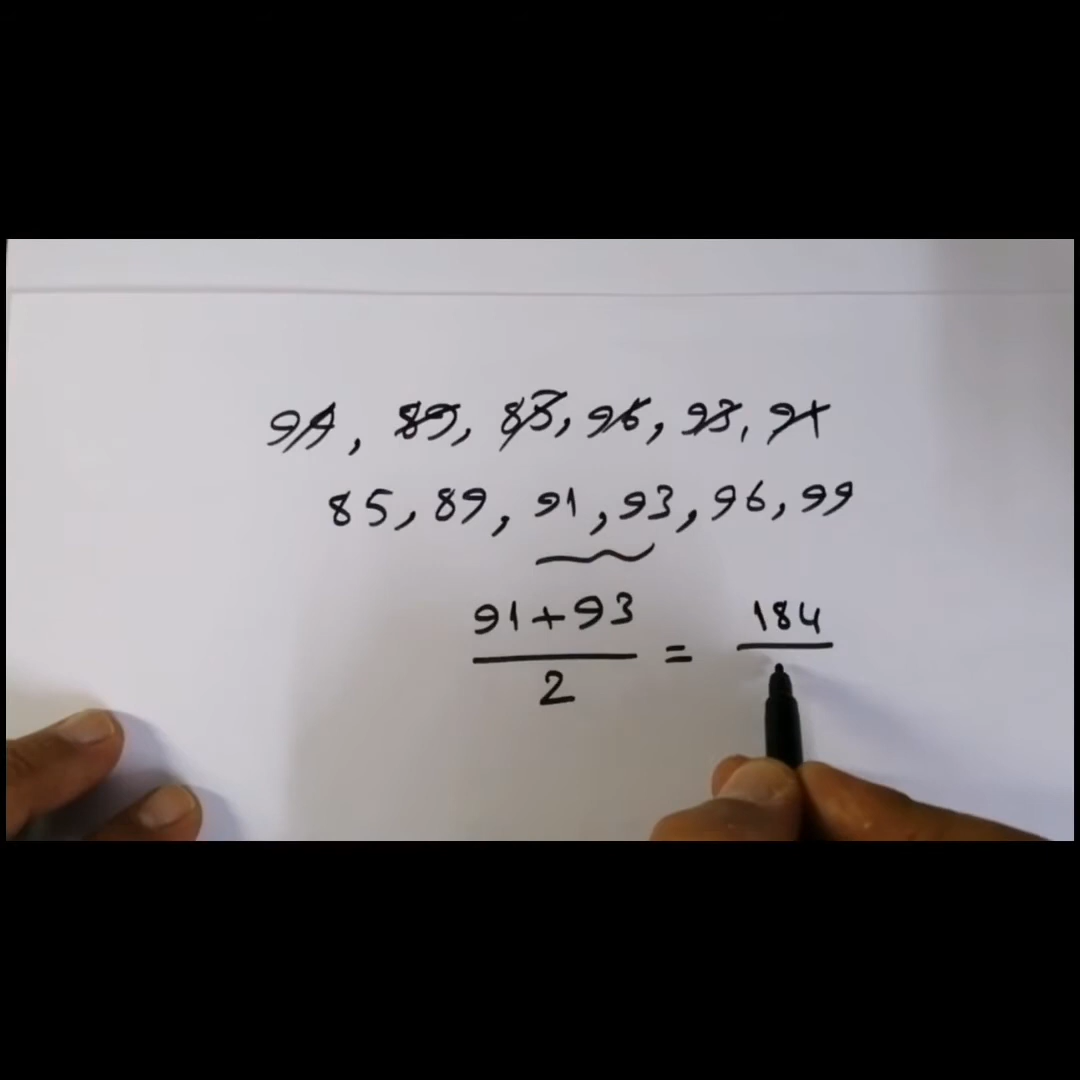 99, 89, 85, 96, 93, 91
85, 89, 91, 93, 96, 99
91+93 / 2 = 184